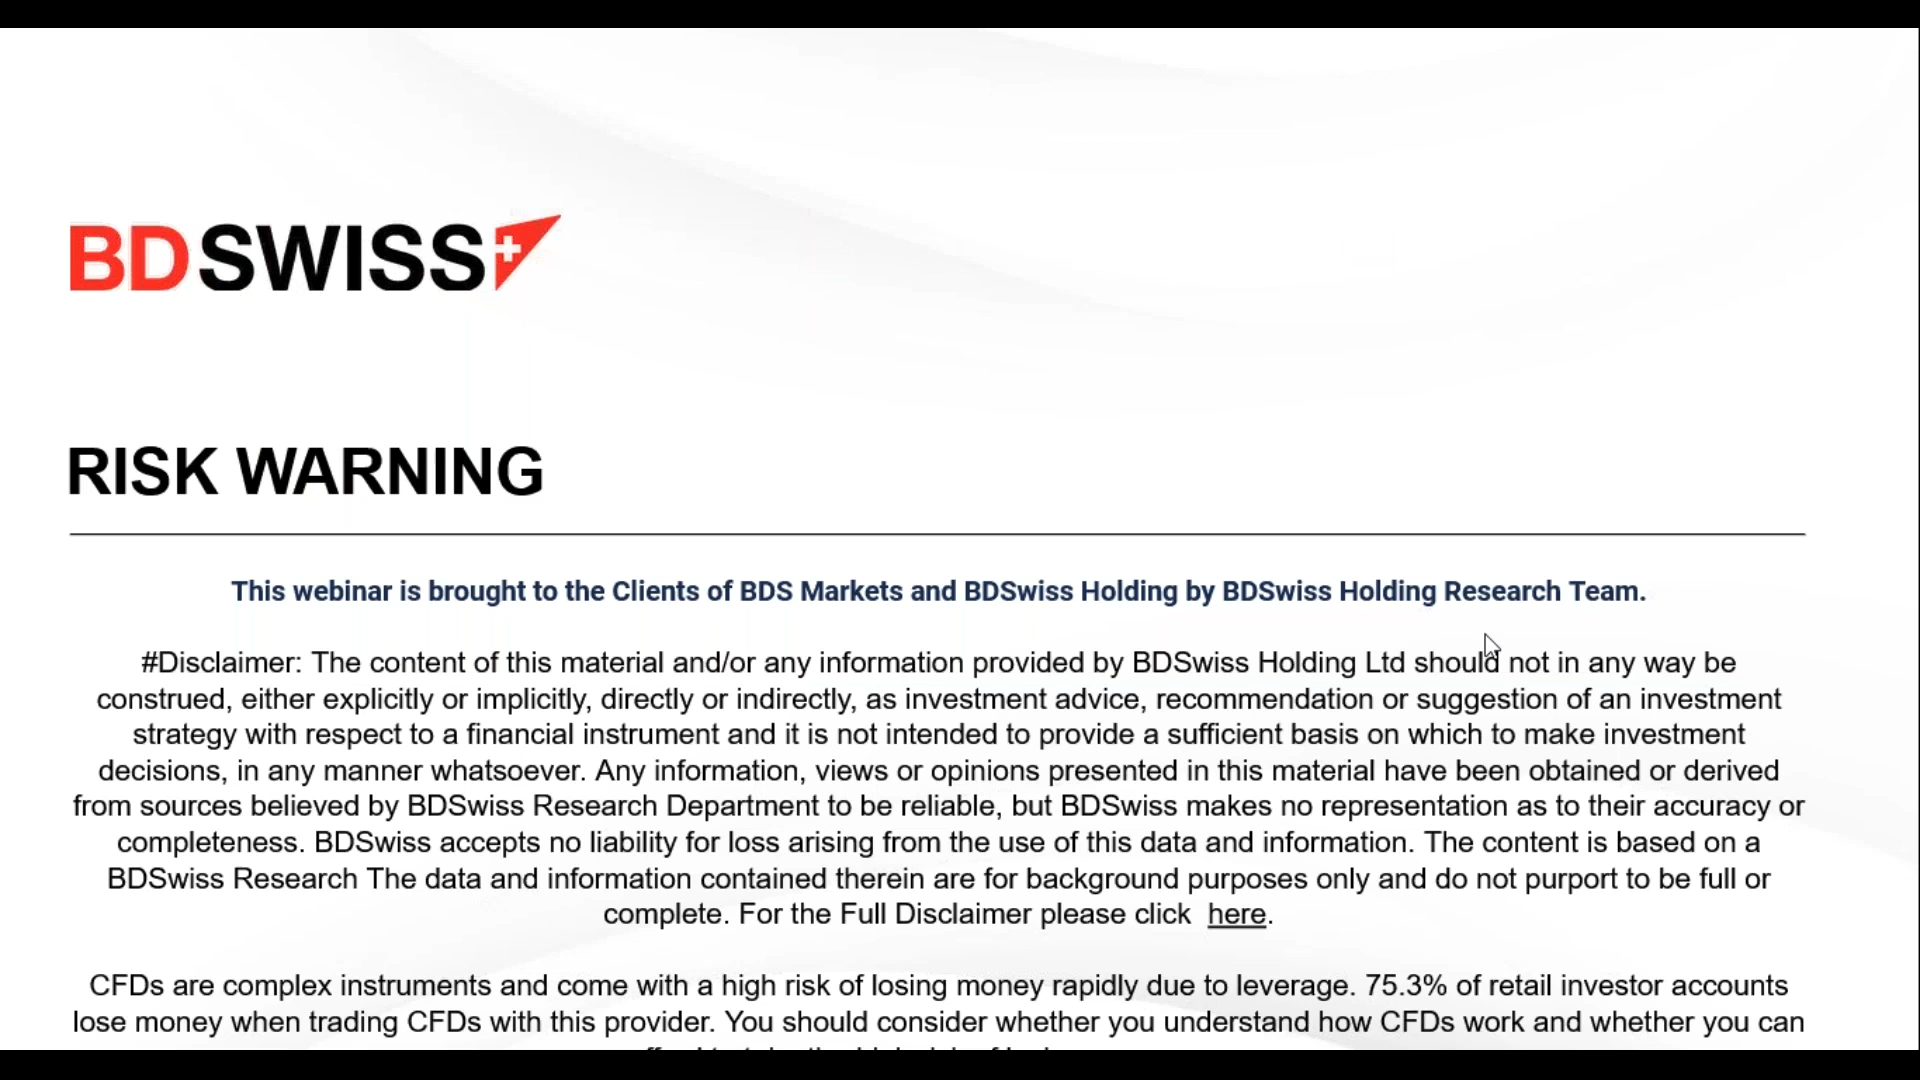 BDSWISS
RISK WARNING
This webinar is brought to the Clients of BDS Markets and BDSwiss Holding by BDSwiss Holding Research Team.
#Disclaimer: The content of this material and/or any information provided by BDSwiss Holding Ltd should not in any way be
construed, either explicitly or implicitly, directly or indirectly, as investment advice, recommendation or suggestion of an investment
strategy with respect to a financial instrument and it is not intended to provide a sufficient basis on which to make investment
decisions, in any manner whatsoever. Any information, views or opinions presented in this material have been obtained or derived
from sources believed by BDSwiss Research Department to be reliable, but BDSwiss makes no representation as to their accuracy or
completeness. BDSwiss accepts no liability for loss arising from the use of this data and information. The content is based on a
BDSwiss Research The data and information contained therein are for background purposes only and do not purport to be full or
complete. For the Full Disclaimer please click here.
CFDs are complex instruments and come with a high risk of losing money rapidly due to leverage. 75.3% of retail investor accounts
lose money when trading CFDs with this provider. You should consider whether you understand how CFDs work and whether you can